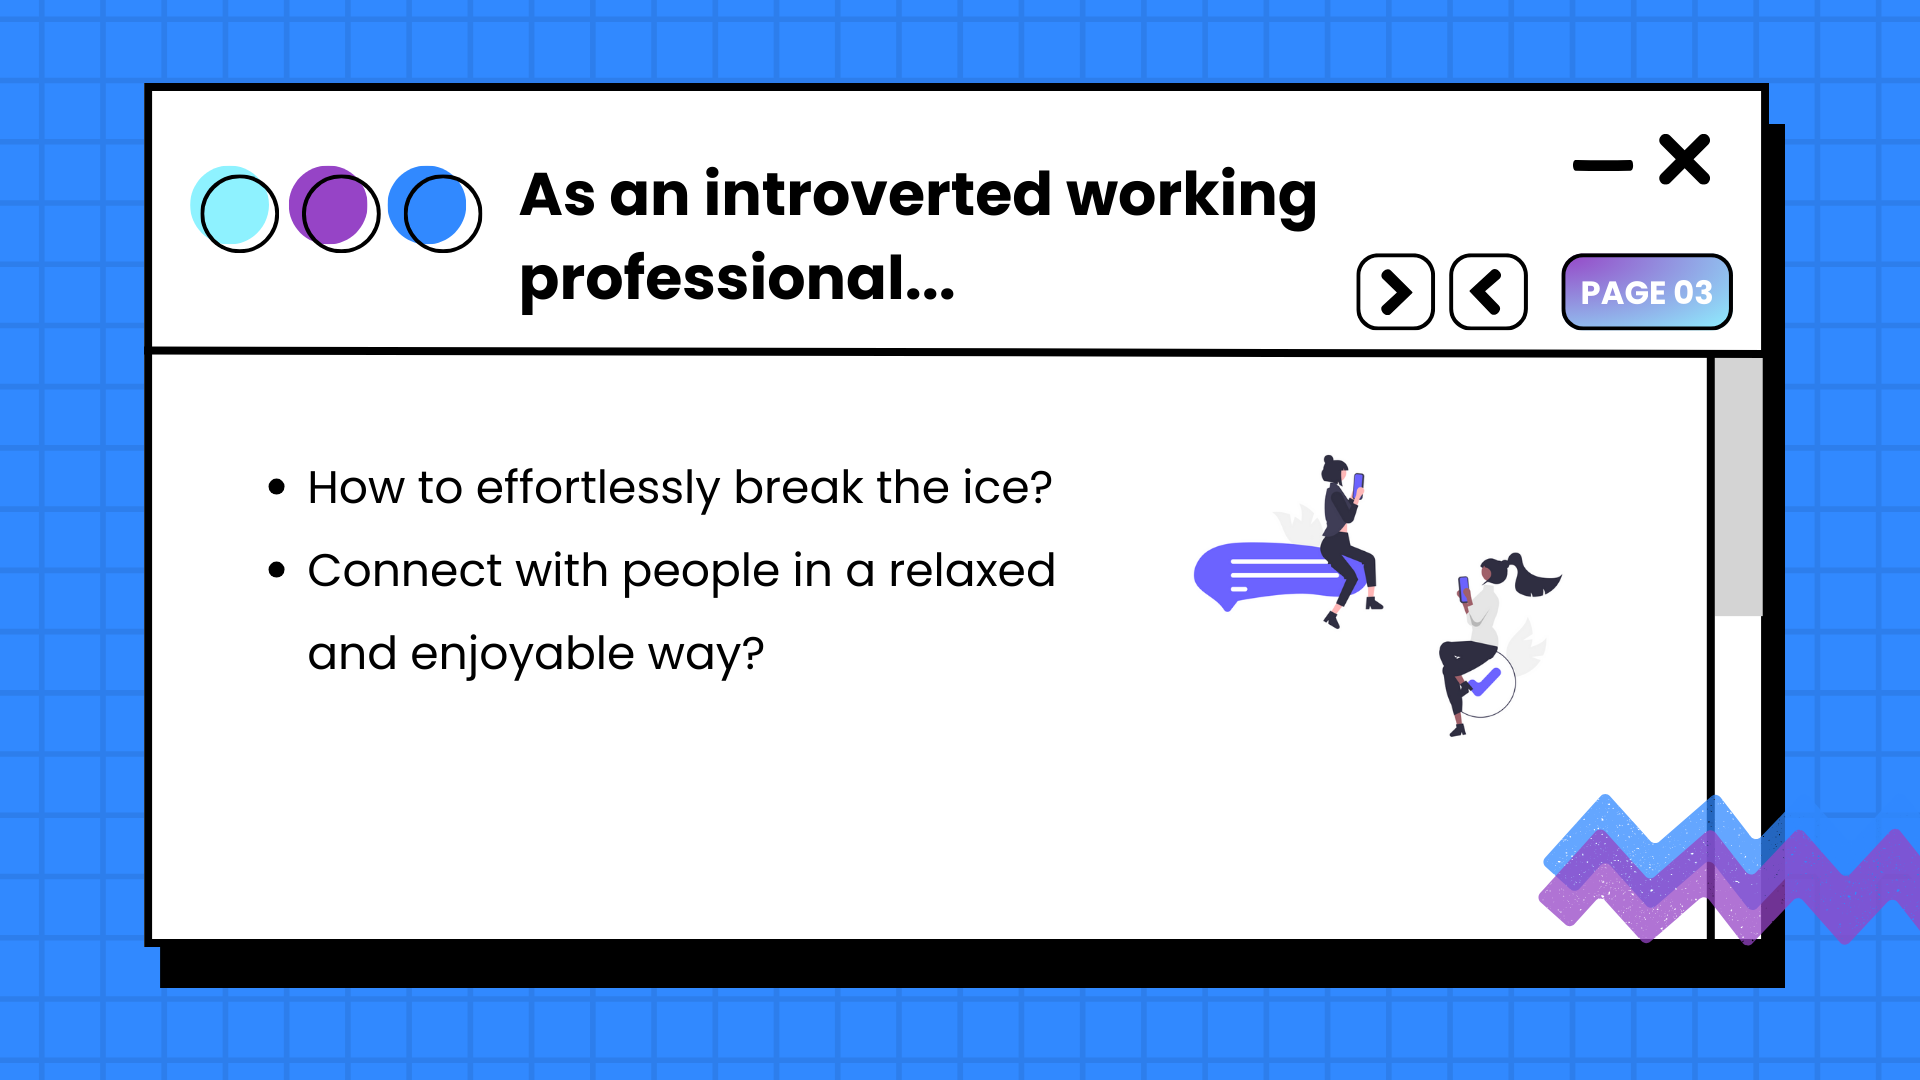 As an introverted working
professional...
PAGE 03
• How to effortlessly break the ice?
• Connect with people in a relaxed
and enjoyable way?